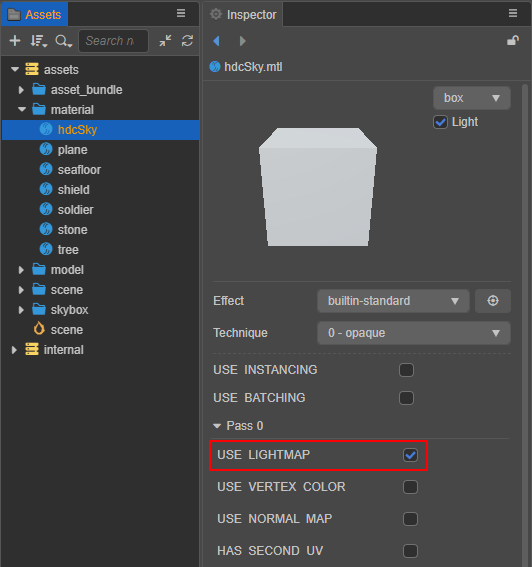 Assets
Search n
assets
asset_bundle
material
hdcSky
plane
seafloor
shield
soldier
stone
tree
model
scene
skybox
scene
internal
Inspector
hdcSky.mtl
box
Light
Effect
builtin-standard
Technique
0 - opaque
USE INSTANCING
USE BATCHING
Pass 0
USE LIGHTMAP
USE VERTEX COLOR
USE NORMAL MAP
HAS SECOND UV